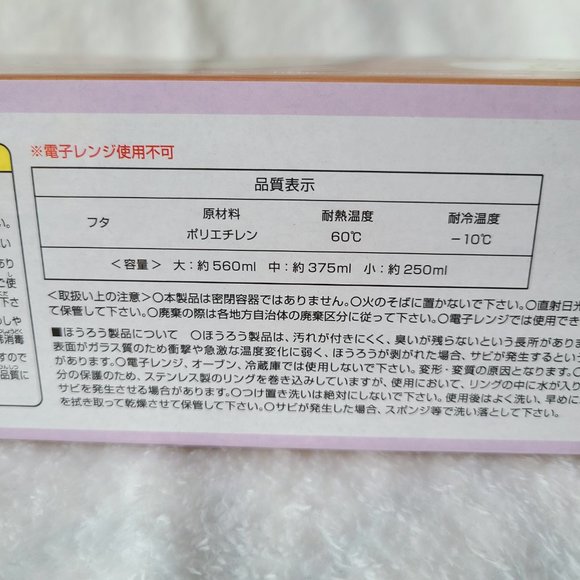 ※電子レンジ使用不可
品質表示
フタ 原材料 耐熱温度 耐冷温度
ポリエチレン 60℃ −10℃
＜容量＞ 大：約560ml 中：約375ml 小：約250ml
＜取扱い上の注意＞○本製品は密閉容器ではありません。○火のそばに置かないで下さい。○直射日光
て保管して下さい。○廃棄の際は各地方自治体の廃棄区分に従って下さい。○電子レンジでは使用でき
■ほうろう製品について ○ほうろう製品は、汚れが付きにくく、臭いが残らないという長所がありま
表面がガラス質のため衝撃や急激な温度変化に弱く、ほうろうが剥がれた場合、サビが発生するという
があります。○電子レンジ、オーブン、冷蔵庫では使用しないで下さい。変形・変質の原因となります。○
分の保護のため、ステンレス製のリングを巻き込んでいますが、使用において、リングの中に水が入り
サビを発生させる場合があります。○つけ置き洗いは絶対にしないで下さい。使用後はよく洗い、早めに
を拭き取って乾燥させて保管して下さい。○サビが発生した場合、スポンジ等で洗い落として下さい。
い。
さい
あり
ご使
下さ
しや
消毒
すので
品質に